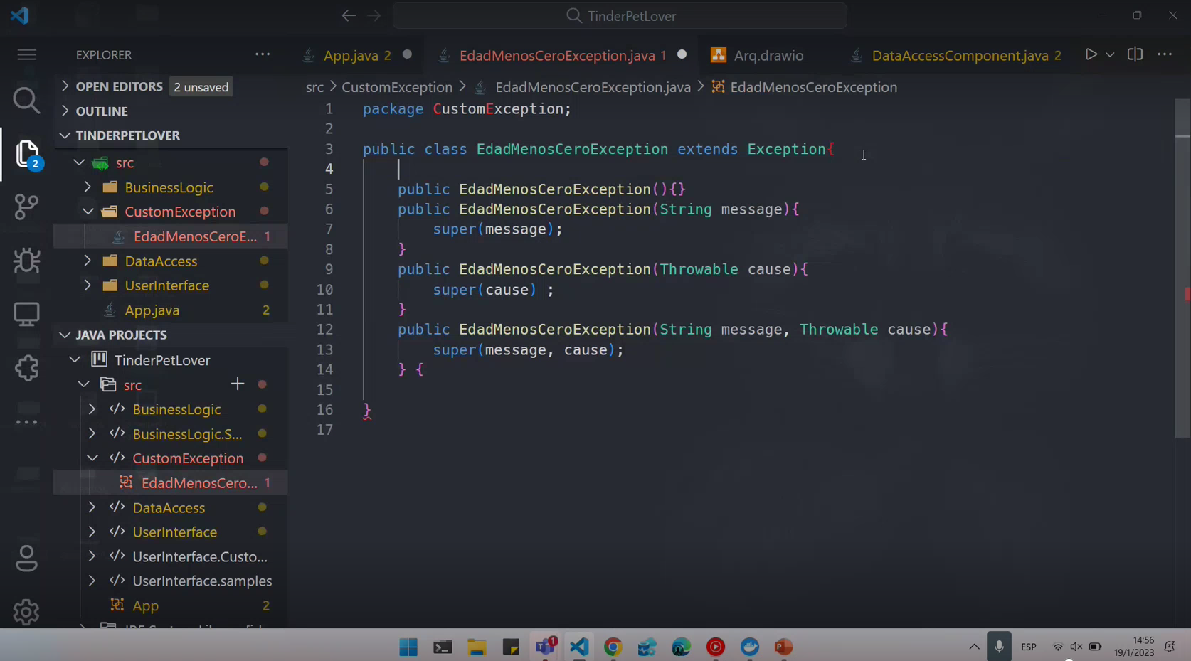 TinderPetLover
EXPLORER
App.java 2
EdadMenosCeroException.java 1
Arq.drawio
DataAccessComponent.java 2
OPEN EDITORS 2 unsaved
OUTLINE
TINDERPETLOVER
src
BusinessLogic
CustomException
EdadMenosCeroE... 1
DataAccess
UserInterface
App.java 2
JAVA PROJECTS
TinderPetLover
src
BusinessLogic
BusinessLogic.S...
CustomException
EdadMenosCero... 1
DataAccess
UserInterface
UserInterface.Custo...
UserInterface.samples
App 2
2
src > CustomException > EdadMenosCeroException.java > EdadMenosCeroException
1 package CustomException;
2
3 public class EdadMenosCeroException extends Exception{
4
5 public EdadMenosCeroException(){}
6 public EdadMenosCeroException(String message){
7 super(message);
8 }
9 public EdadMenosCeroException(Throwable cause){
10 super(cause) ;
11 }
12 public EdadMenosCeroException(String message, Throwable cause){
13 super(message, cause);
14 } {
15
16 }
17
1
ESP
14:56
19/1/2023